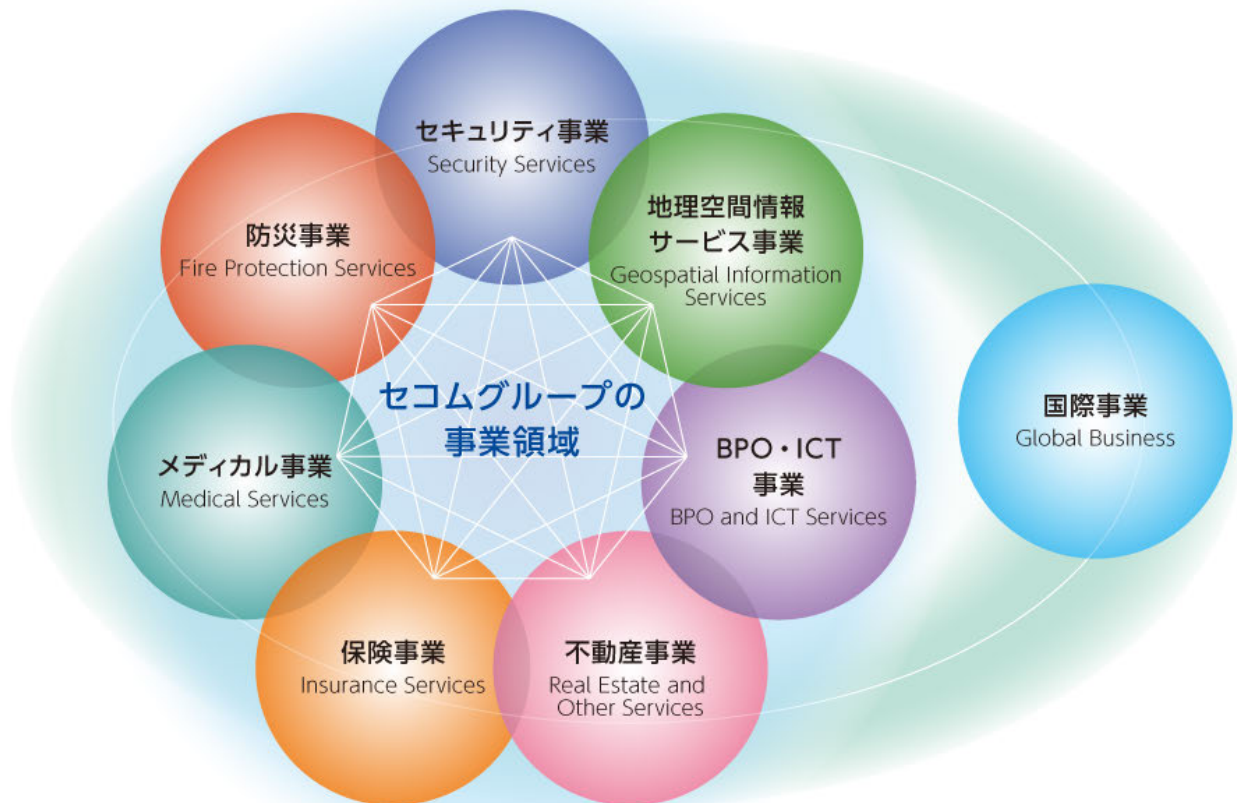 セキュリティ事業
Security Services
地理空間情報
サービス事業
Geospatial Information
Services
防災事業
Fire Protection Services
セコムグループの
事業領域
国際事業
Global Business
BPO・ICT
事業
BPO and ICT Services
メディカル事業
Medical Services
保険事業
Insurance Services
不動産事業
Real Estate and
Other Services